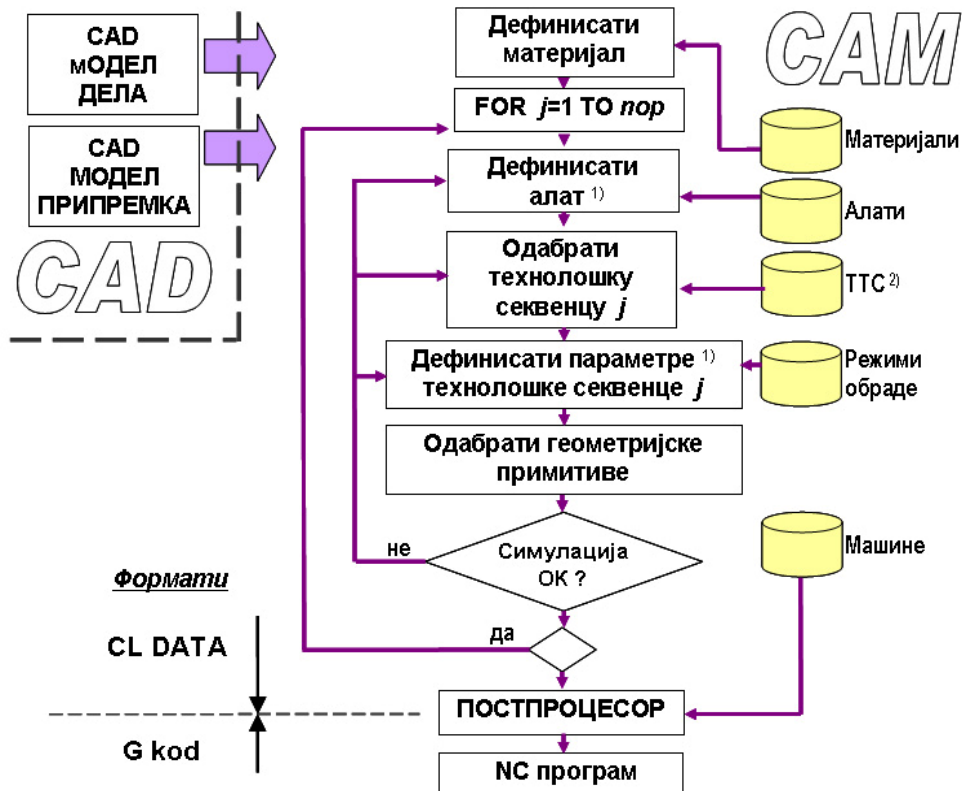 CAD
мОДЕЛ
ДЕЛА
CAD
МОДЕЛ
ПРИПРЕМКА
CAD
CAM
Дефинисати
материјал
FOR j=1 TO nop
Дефинисати
алат 1)
Одабрати
технолошку
секвенцу j
Дефинисати параметре 1)
технолошке секвенце j
Одабрати геометријске
примитиве
Симулација
OK ?
не
да
ПОСТПРОЦЕСОР
NC програм
Материјали
Алати
ТТС 2)
Режими
обраде
Машине
Формати
CL DATA
G kod